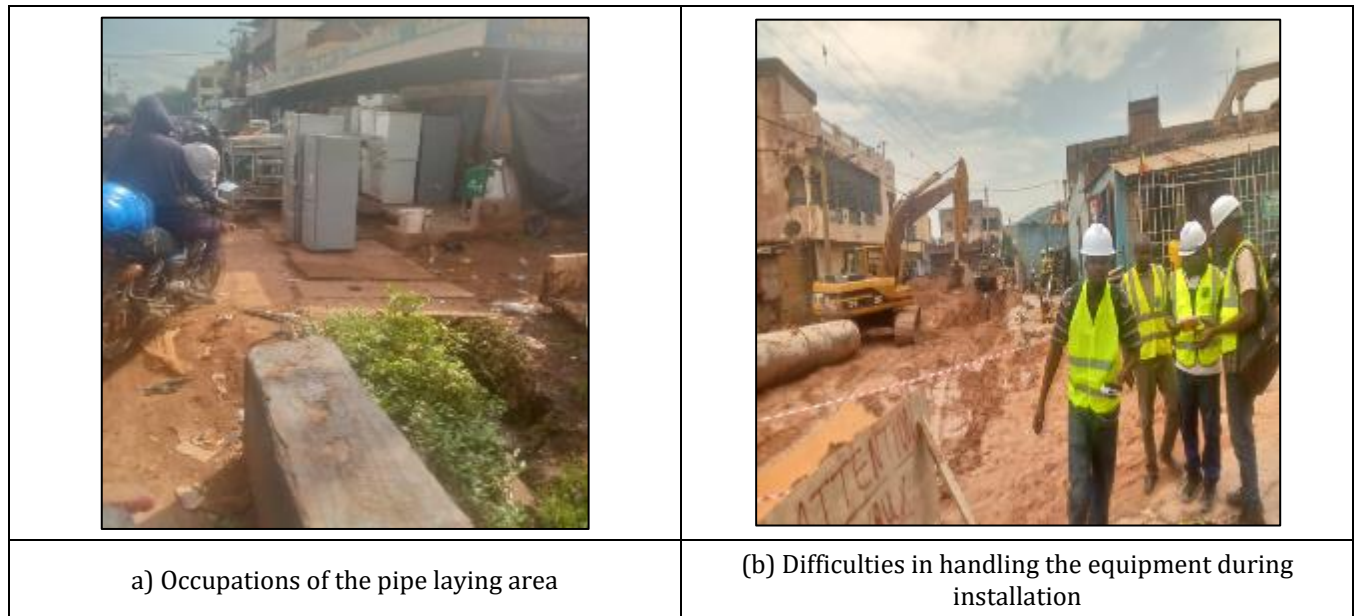 ATTENTION
a) Occupations of the pipe laying area
(b) Difficulties in handling the equipment during
installation